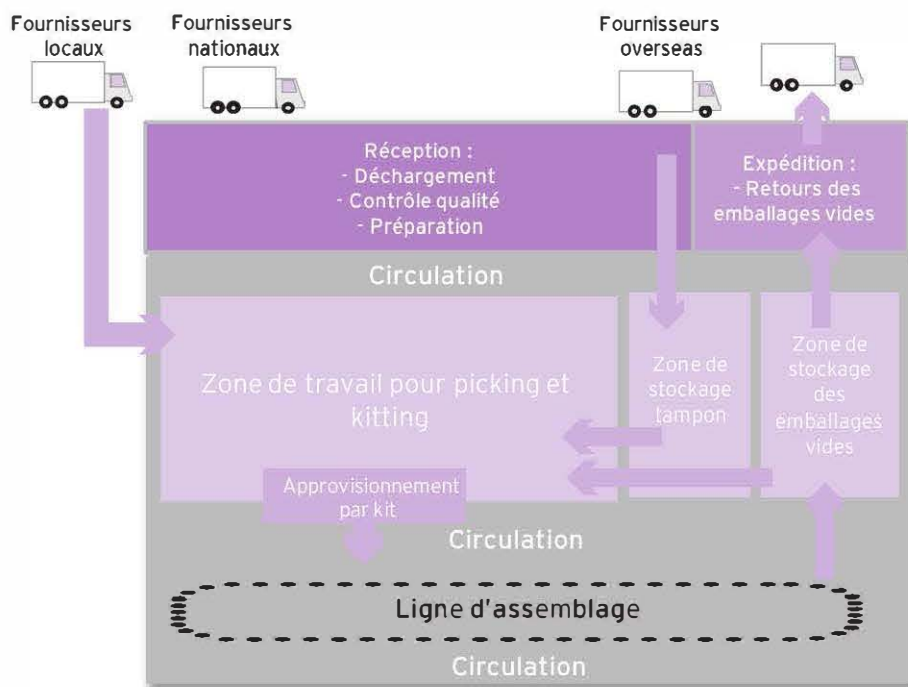 Fournisseurs
locaux
Fournisseurs
nationaux
Fournisseurs
overseas
Réception :
- Déchargement
- Contrôle qualité
- Préparation
Expédition :
- Retours des
emballages vides
Circulation
Zone de travail pour picking et
kitting
Zone de
stockage
tampon
Zone de
stockage
des
emballages
vides
Approvisionnement
par kit
Circulation
Ligne d'assemblage
Circulation